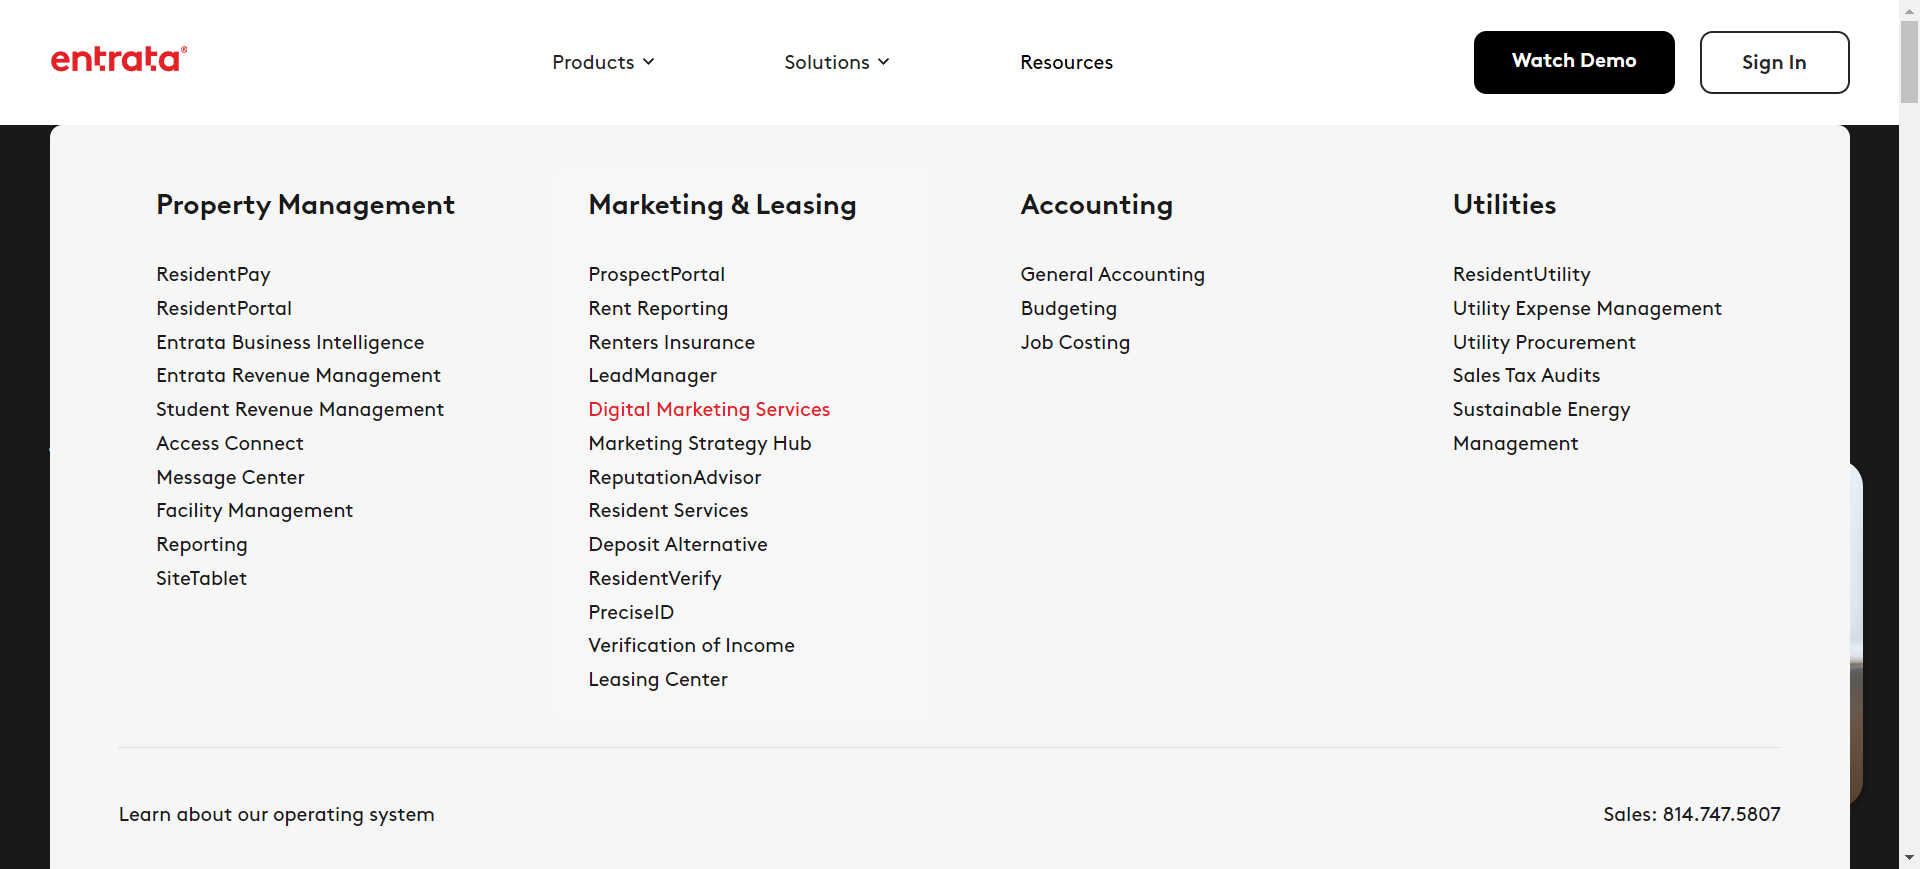 entrata®
Products
Solutions
Resources
Watch Demo
Sign In
Property Management
ResidentPay
ResidentPortal
Entrata Business Intelligence
Entrata Revenue Management
Student Revenue Management
Access Connect
Message Center
Facility Management
Reporting
SiteTablet
Marketing & Leasing
ProspectPortal
Rent Reporting
Renters Insurance
LeadManager
Digital Marketing Services
Marketing Strategy Hub
ReputationAdvisor
Resident Services
Deposit Alternative
ResidentVerify
PreciseID
Verification of Income
Leasing Center
Accounting
General Accounting
Budgeting
Job Costing
Utilities
ResidentUtility
Utility Expense Management
Utility Procurement
Sales Tax Audits
Sustainable Energy
Management
Learn about our operating system
Sales: 814.747.5807